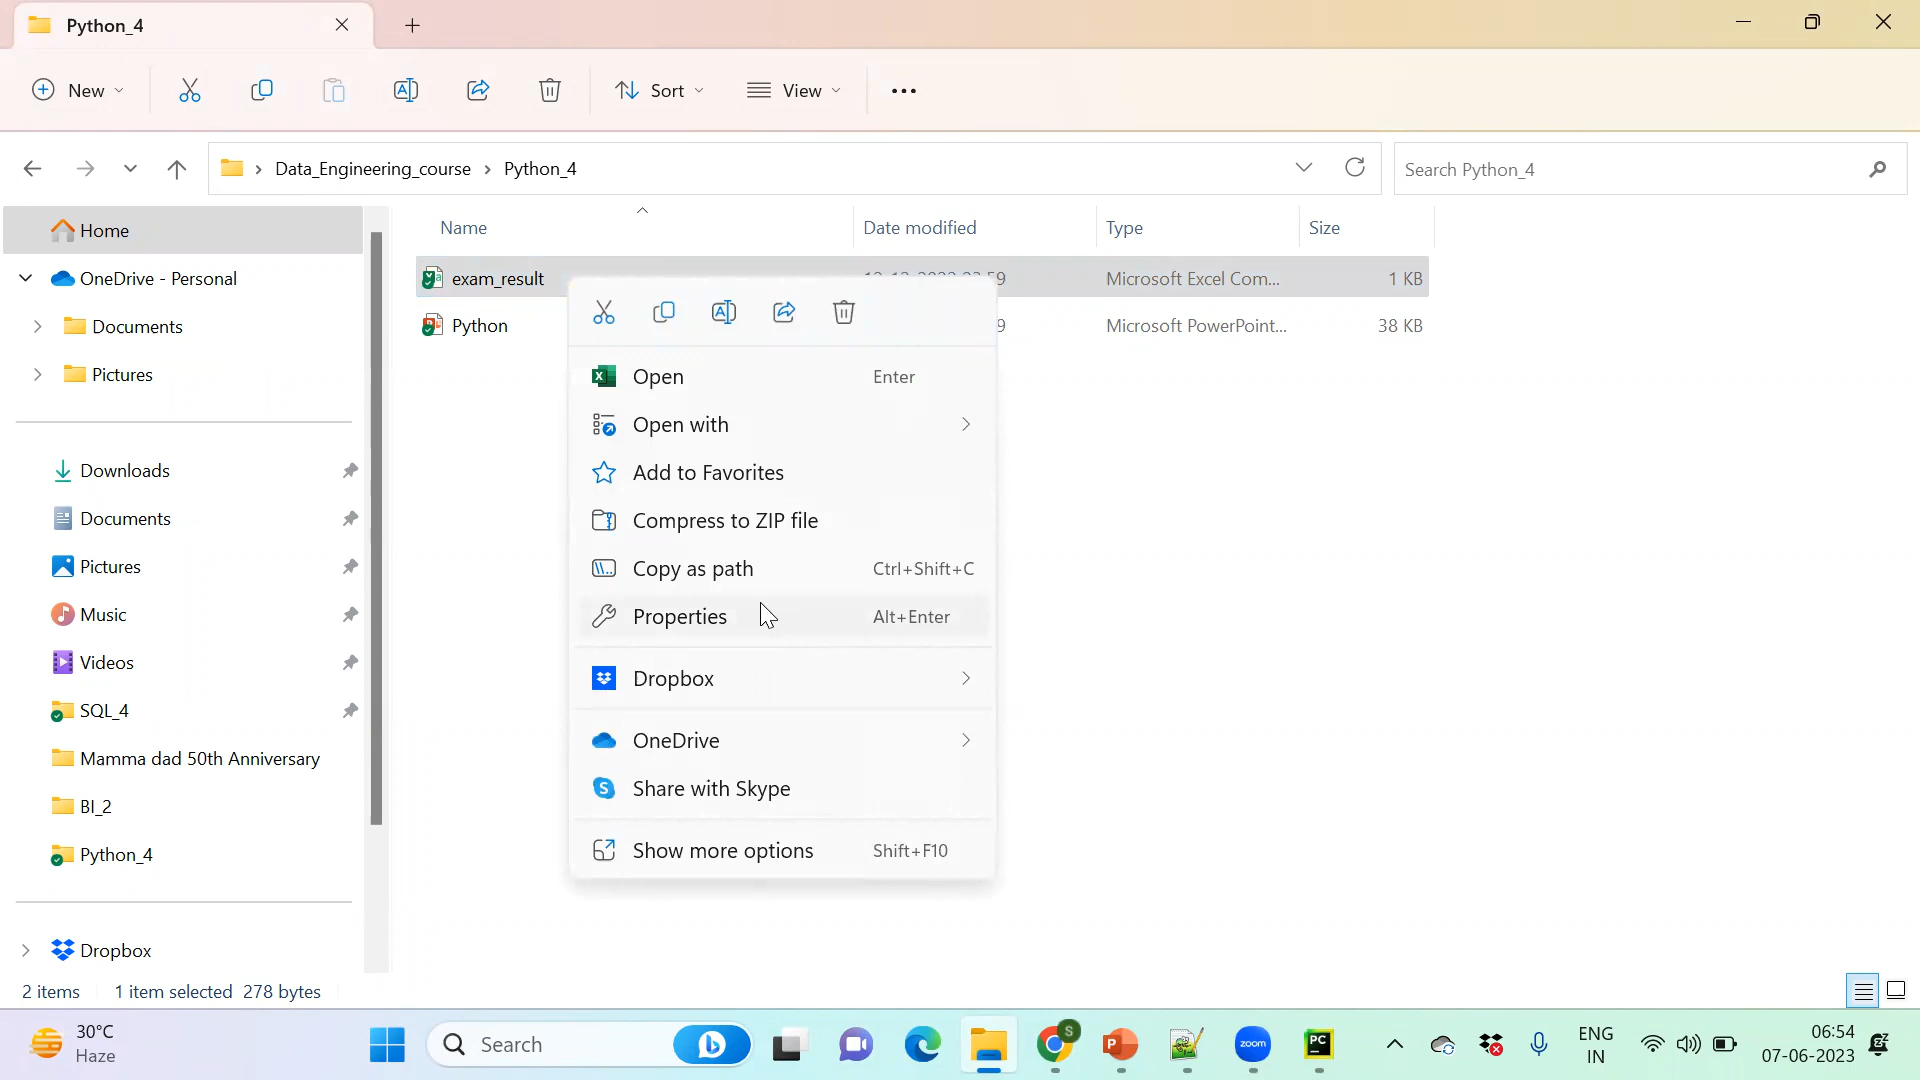 Python_4
New
Sort
View
Data_Engineering_course > Python_4
Search Python_4
Name
Date modified
Type
Size
Home
OneDrive - Personal
Documents
Pictures
Downloads
Documents
Pictures
Music
Videos
SQL_4
Mamma dad 50th Anniversary
BI_2
Python_4
Dropbox
exam_result
Microsoft Excel Com...
1 KB
Python
9
Microsoft PowerPoint...
38 KB
Open Enter
Open with
Add to Favorites
Compress to ZIP file
Copy as path Ctrl+Shift+C
Properties Alt+Enter
Dropbox
OneDrive
Share with Skype
Show more options Shift+F10
2 items 1 item selected 278 bytes
30°C
Haze
Search
S
P
zoom
PC
ENG
IN
06:54
07-06-2023